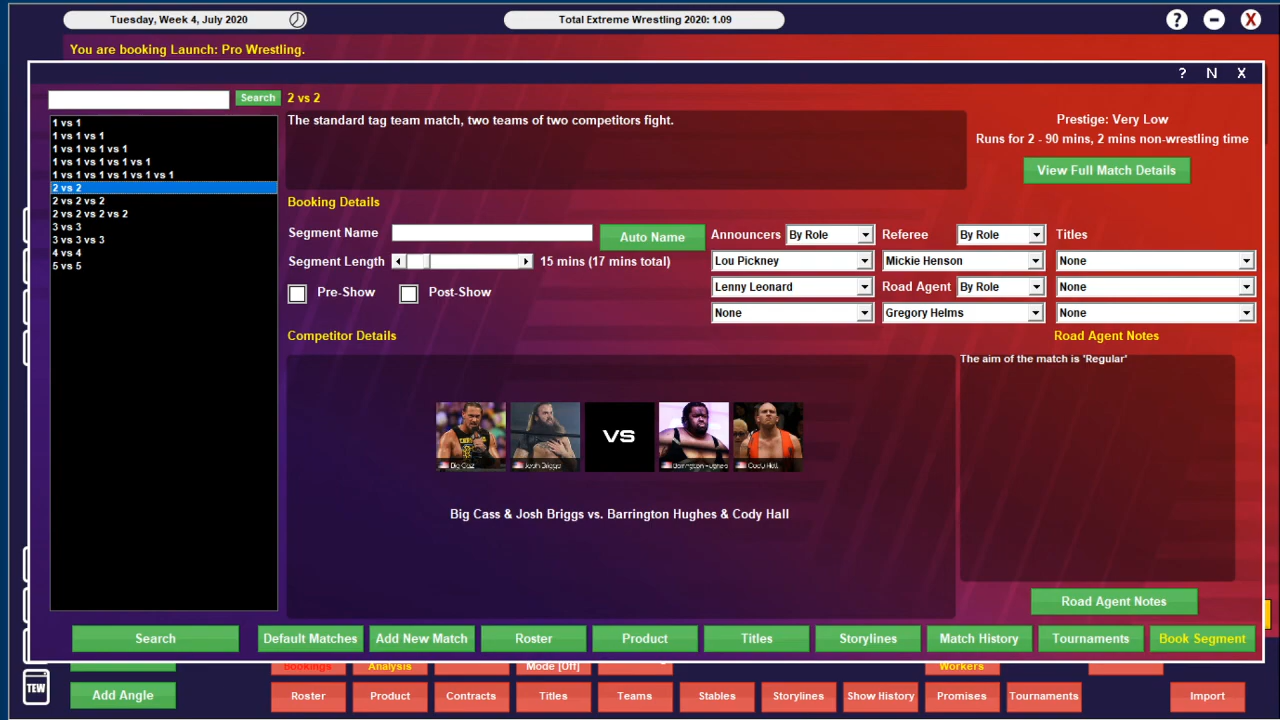 Tuesday, Week 4, July 2020
Total Extreme Wrestling 2020: 1.09
?
X
You are booking Launch: Pro Wrestling.
? N X
Search
2 vs 2
1 vs 1
1 vs 1 vs 1
1 vs 1 vs 1 vs 1
1 vs 1 vs 1 vs 1 vs 1
1 vs 1 vs 1 vs 1 vs 1 vs 1
2 vs 2
2 vs 2 vs 2
2 vs 2 vs 2 vs 2
3 vs 3
3 vs 3 vs 3
4 vs 4
5 vs 5
The standard tag team match, two teams of two competitors fight.
Prestige: Very Low
Runs for 2 - 90 mins, 2 mins non-wrestling time
View Full Match Details
Booking Details
Segment Name
Auto Name
Segment Length
15 mins (17 mins total)
Pre-Show
Post-Show
Announcers
By Role
Lou Pickney
Lenny Leonard
None
Referee
By Role
Mickie Henson
Road Agent
By Role
Gregory Helms
Titles
None
None
None
Competitor Details
Road Agent Notes
The aim of the match is 'Regular'
Big Caz
Josh Briggs
VS
Barrington Hughes
Cody Hall
Big Cass & Josh Briggs vs. Barrington Hughes & Cody Hall
Road Agent Notes
Search
Default Matches
Add New Match
Roster
Product
Titles
Storylines
Match History
Tournaments
Book Segment
Bookings
Analysis
Mode [Off]
Workers
TEW
Add Angle
Roster
Product
Contracts
Titles
Teams
Stables
Storylines
Show History
Promises
Tournaments
Import